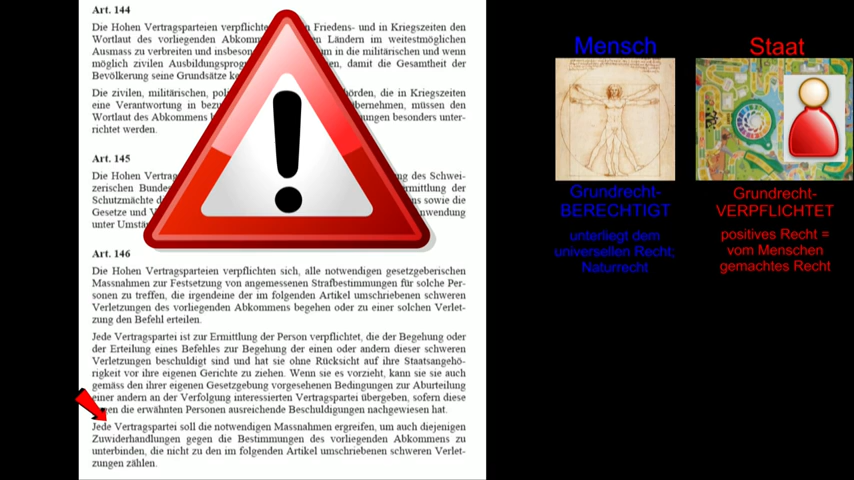 Art. 144
Die Hohen Vertragsparteien verpflichte Friedens- und in Kriegszeiten den
Wortlaut des vorliegenden Abkomm Ländern im weitestmöglichen
Ausmass zu verbreiten und insbeson in die militärischen und wenn
möglich zivilen Ausbildungsprog en, damit die Gesamtheit der
Bevölkerung seine Grundsätze
Die zivilen, militärischen, hörden, die in Kriegszeiten
eine Verantwortung in bezu bernehmen, müssen den
Wortlaut des Abkommens ungen besonders unter-
richtet werden.
Art. 145
Die Hohen Vertrag ng des Schwei-
zerischen Bunde rmittlung der
Schutzmächte sowie die
Gesetze und nwendung
unter Umstä
Art. 146
Die Hohen Vertragsparteien verpflichten sich, alle notwendigen gesetzgeberischen
Massnahmen zur Festsetzung von angemessenen Strafbestimmungen für solche Per-
sonen zu treffen, die irgendeine der im folgenden Artikel umschriebenen schweren
Verletzungen des vorliegenden Abkommens begehen oder zu einer solchen Verlet-
zung den Befehl erteilen.
Jede Vertragspartei ist zur Ermittlung der Person verpflichtet, die der Begehung oder
der Erteilung eines Befehles zur Begehung der einen oder andern dieser schweren
Verletzungen beschuldigt sind und hat sie ohne Rücksicht auf ihre Staatsangehö-
rigkeit vor ihre eigenen Gerichte zu ziehen. Wenn sie es vorzieht, kann sie sie auch
gemäss den ihrer eigenen Gesetzgebung vorgesehenen Bedingungen zur Aburteilung
einer andern an der Verfolgung interessierten Vertragspartei übergeben, sofern diese
gen die erwähnten Personen ausreichende Beschuldigungen nachgewiesen hat.
Jede Vertragspartei soll die notwendigen Massnahmen ergreifen, um auch diejenigen
Zuwiderhandlungen gegen die Bestimmungen des vorliegenden Abkommens zu
unterbinden, die nicht zu den im folgenden Artikel umschriebenen schweren Verlet-
zungen zählen.
Mensch
Grundrecht-
BERECHTIGT
unterliegt dem
universellen Recht;
Naturrecht
Staat
Grundrecht-
VERPFLICHTET
positives Recht =
vom Menschen
gemachtes Recht